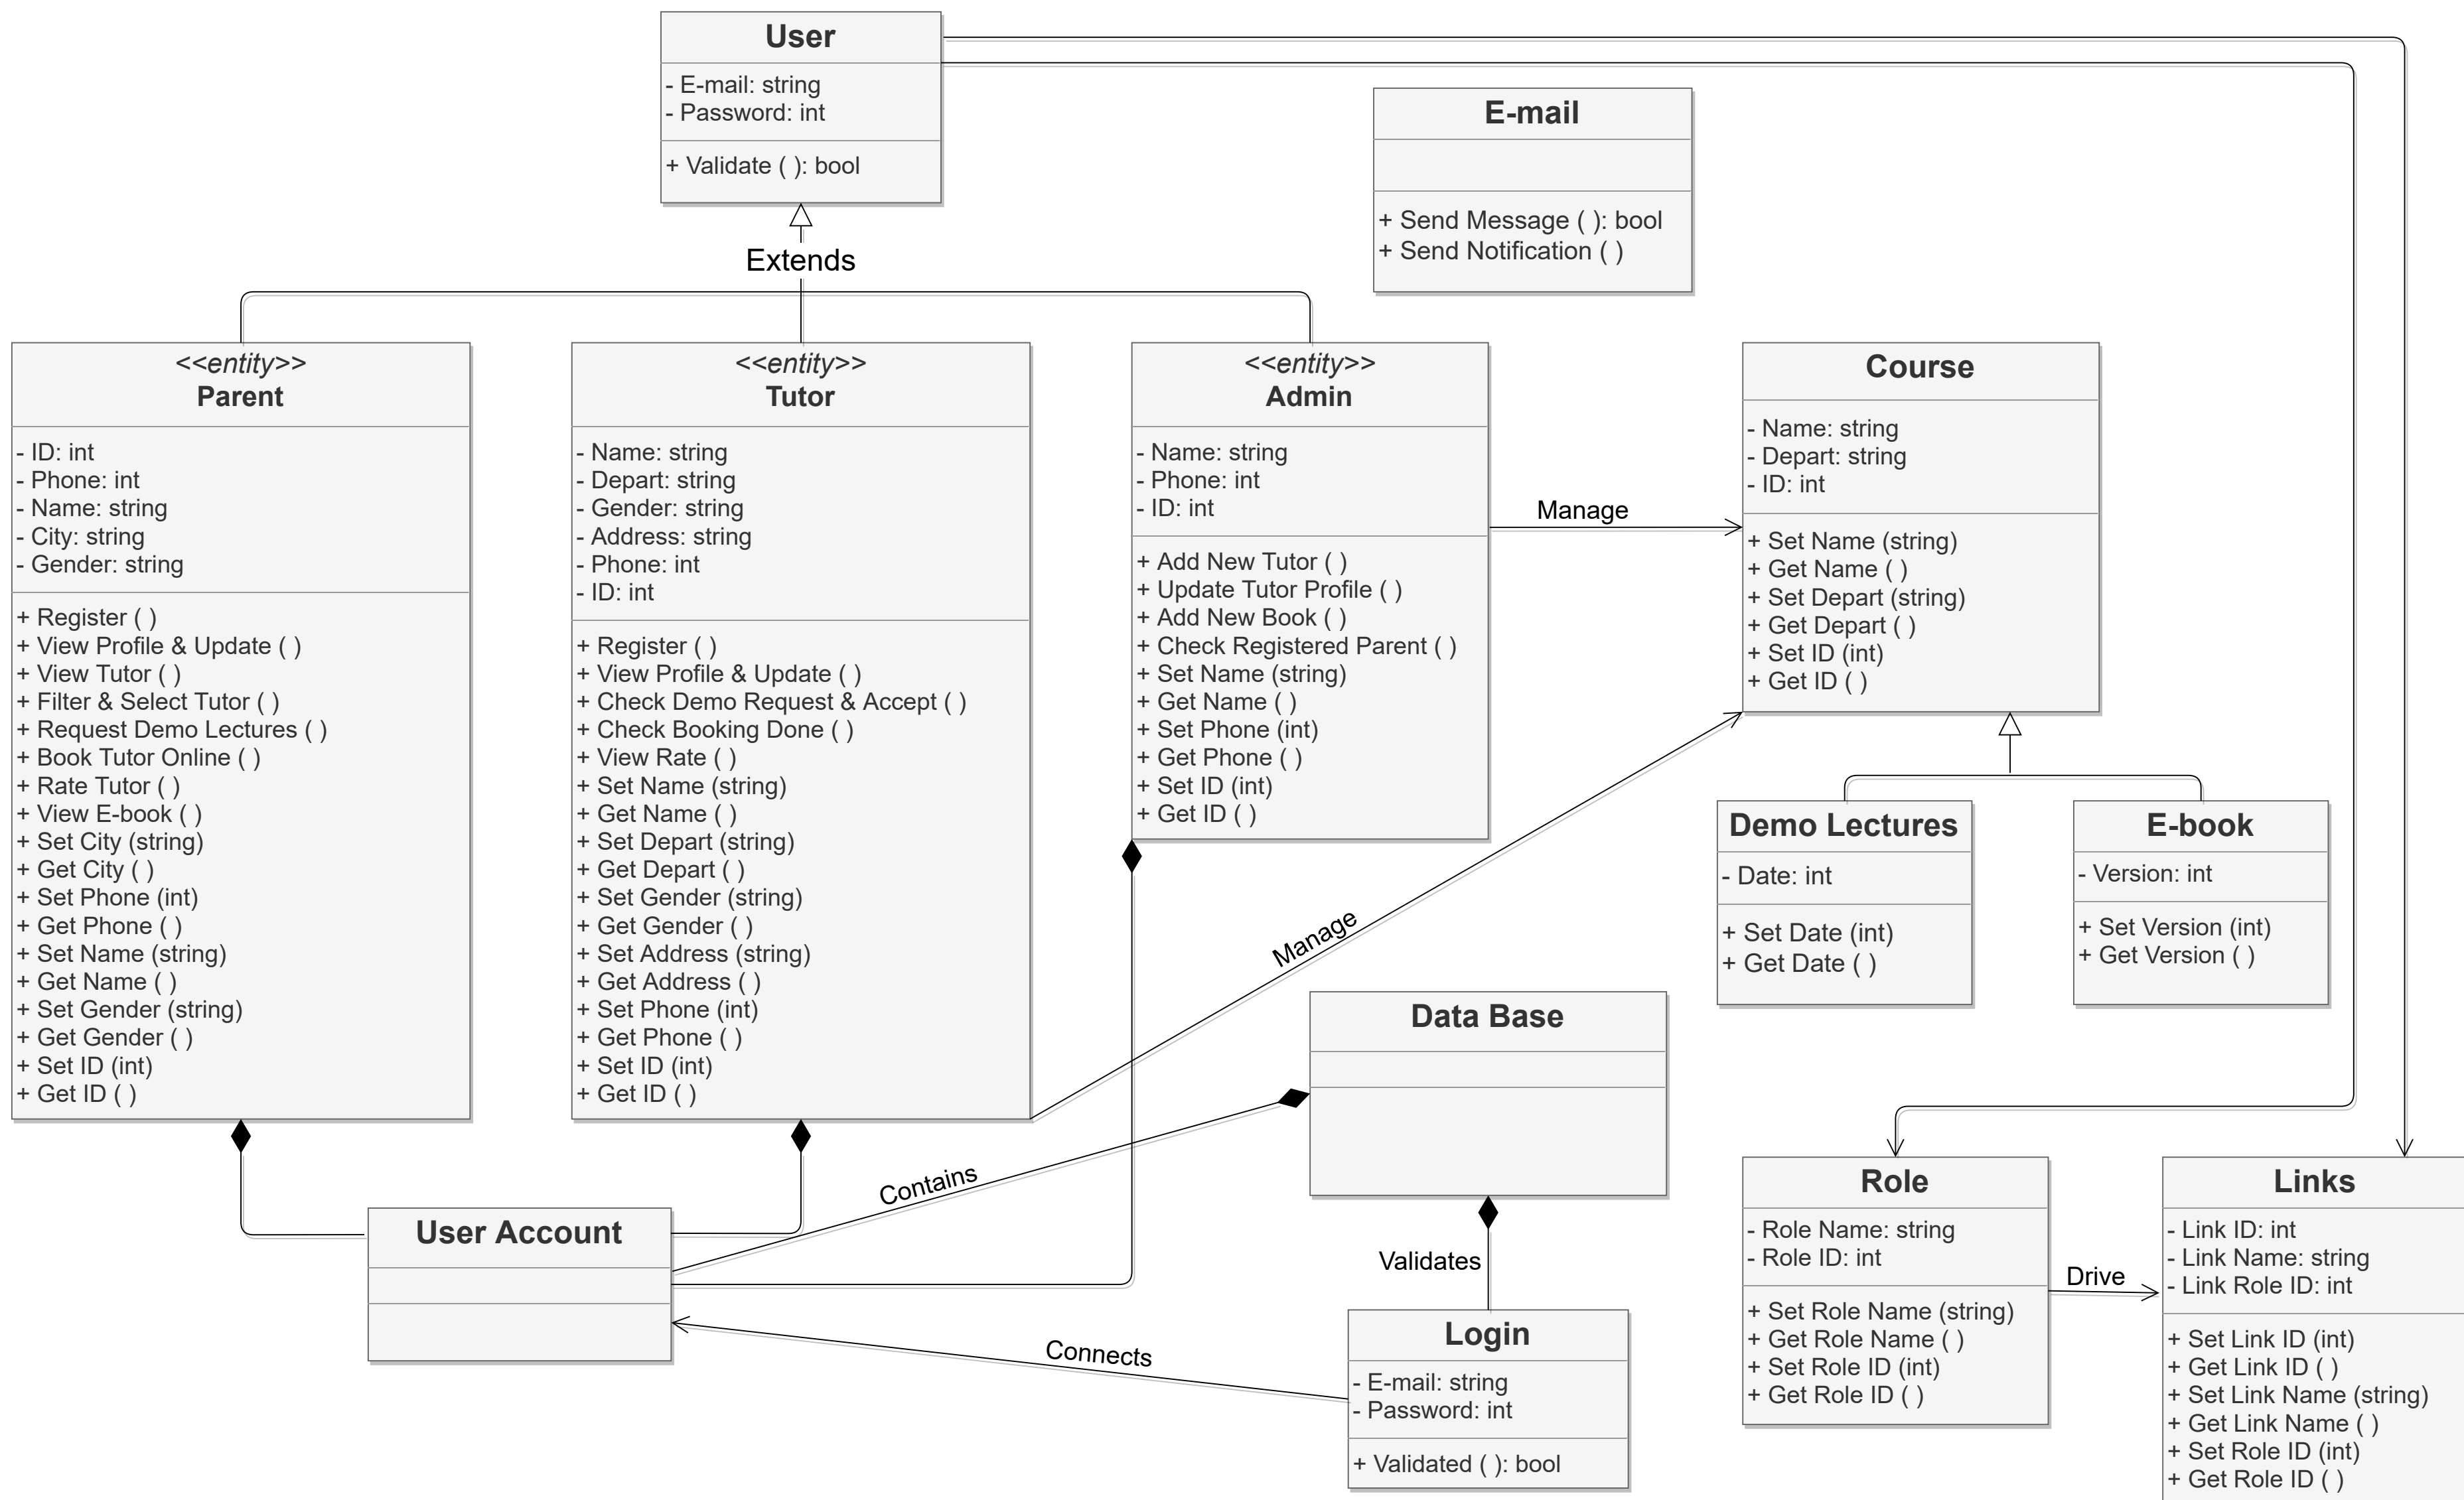 User
- E-mail: string
- Password: int
+ Validate ( ): bool
Extends
E-mail
+ Send Message ( ): bool
+ Send Notification ( )
<<entity>>
Parent
- ID: int
- Phone: int
- Name: string
- City: string
- Gender: string
+ Register ( )
+ View Profile & Update ( )
+ View Tutor ( )
+ Filter & Select Tutor ( )
+ Request Demo Lectures ( )
+ Book Tutor Online ( )
+ Rate Tutor ( )
+ View E-book ( )
+ Set City (string)
+ Get City ( )
+ Set Phone (int)
+ Get Phone ( )
+ Set Name (string)
+ Get Name ( )
+ Set Gender (string)
+ Get Gender ( )
+ Set ID (int)
+ Get ID ( )
<<entity>>
Tutor
- Name: string
- Depart: string
- Gender: string
- Address: string
- Phone: int
- ID: int
+ Register ( )
+ View Profile & Update ( )
+ Check Demo Request & Accept ( )
+ Check Booking Done ( )
+ View Rate ( )
+ Set Name (string)
+ Get Name ( )
+ Set Depart (string)
+ Get Depart ( )
+ Set Gender (string)
+ Get Gender ( )
+ Set Address (string)
+ Get Address ( )
+ Set Phone (int)
+ Get Phone ( )
+ Set ID (int)
+ Get ID ( )
<<entity>>
Admin
- Name: string
- Phone: int
- ID: int
+ Add New Tutor ( )
+ Update Tutor Profile ( )
+ Add New Book ( )
+ Check Registered Parent ( )
+ Set Name (string)
+ Get Name ( )
+ Set Phone (int)
+ Get Phone ( )
+ Set ID (int)
+ Get ID ( )
Manage
Course
- Name: string
- Depart: string
- ID: int
+ Set Name (string)
+ Get Name ( )
+ Set Depart (string)
+ Get Depart ( )
+ Set ID (int)
+ Get ID ( )
Manage
Demo Lectures
- Date: int
+ Set Date (int)
+ Get Date ( )
E-book
- Version: int
+ Set Version (int)
+ Get Version ( )
Data Base
Contains
User Account
Validates
Connects
Login
- E-mail: string
- Password: int
+ Validated ( ): bool
Role
- Role Name: string
- Role ID: int
+ Set Role Name (string)
+ Get Role Name ( )
+ Set Role ID (int)
+ Get Role ID ( )
Drive
Links
- Link ID: int
- Link Name: string
- Link Role ID: int
+ Set Link ID (int)
+ Get Link ID ( )
+ Set Link Name (string)
+ Get Link Name ( )
+ Set Role ID (int)
+ Get Role ID ( )